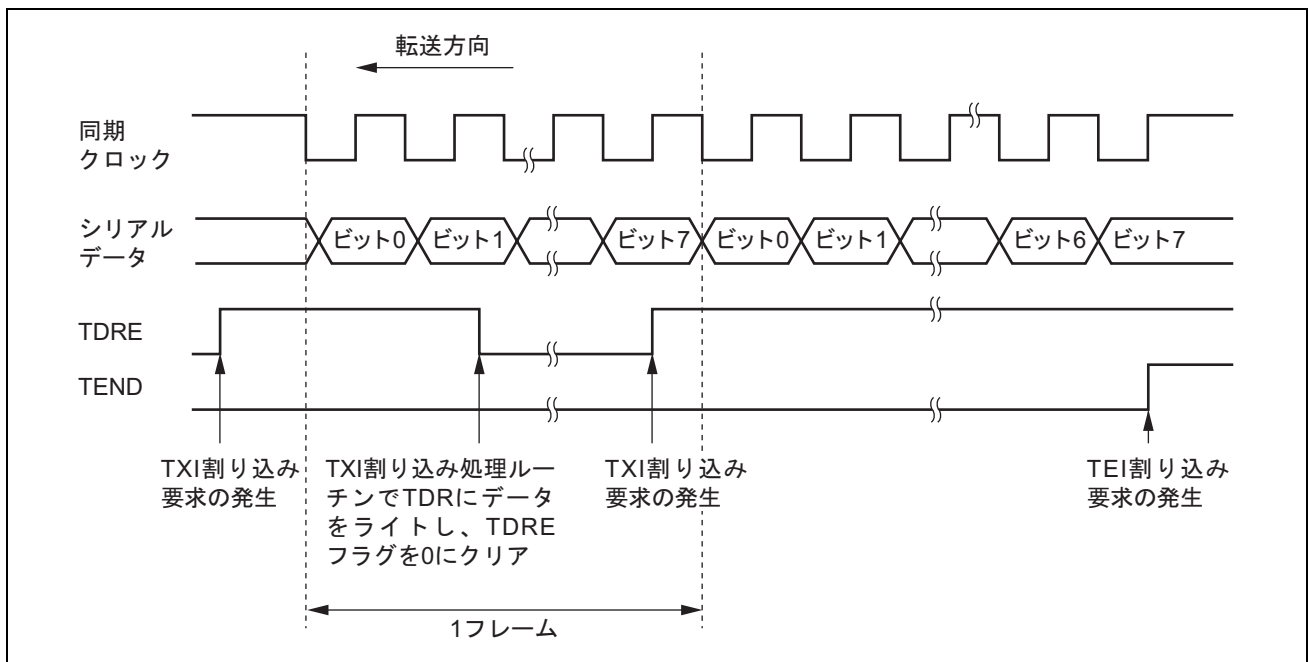 転送方向
同期
クロック
シリアル
データ
ビット0
ビット1
ビット7
ビット0
ビット1
ビット6
ビット7
TDRE
TEND
TXI割り込み
要求の発生
TXI割り込み処理ルー
チンでTDRにデータ
をライトし、TDRE
フラグを0にクリア
TXI割り込み
要求の発生
TEI割り込み
要求の発生
1フレーム